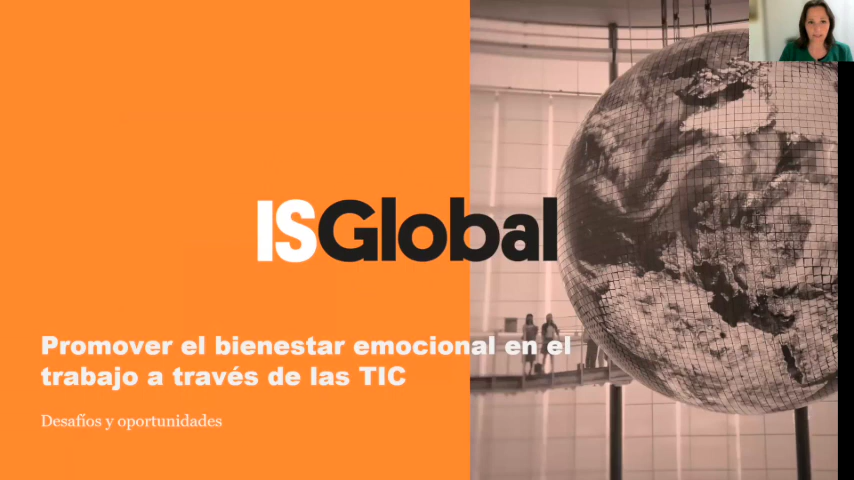 ISGlobal
Promover el bienestar emocional en el
trabajo a través de las TIC
Desafíos y oportunidades